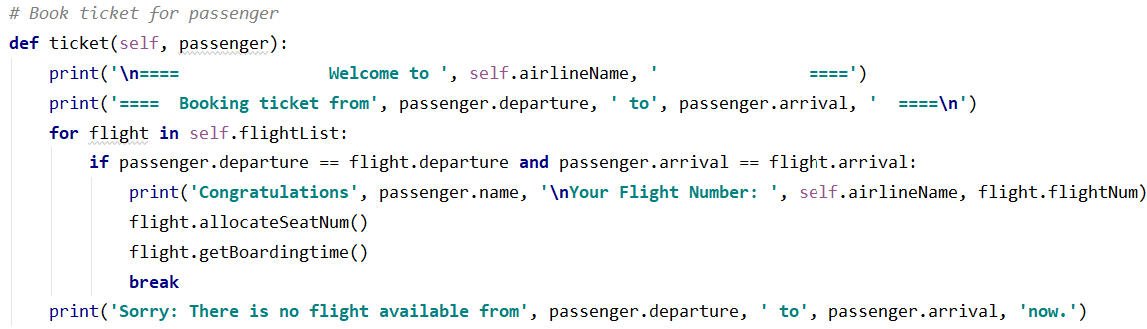 # Book ticket for passenger
def ticket(self, passenger):
    print('\n====               Welcome to ', self.airlineName, '               ====')
    print('====  Booking ticket from', passenger.departure, ' to', passenger.arrival, '  ====\n')
    for flight in self.flightList:
        if passenger.departure == flight.departure and passenger.arrival == flight.arrival:
            print('Congratulations', passenger.name, '\nYour Flight Number: ', self.airlineName, flight.flightNum)
            flight.allocateSeatNum()
            flight.getBoardingtime()
            break
    print('Sorry: There is no flight available from', passenger.departure, ' to', passenger.arrival, 'now.')